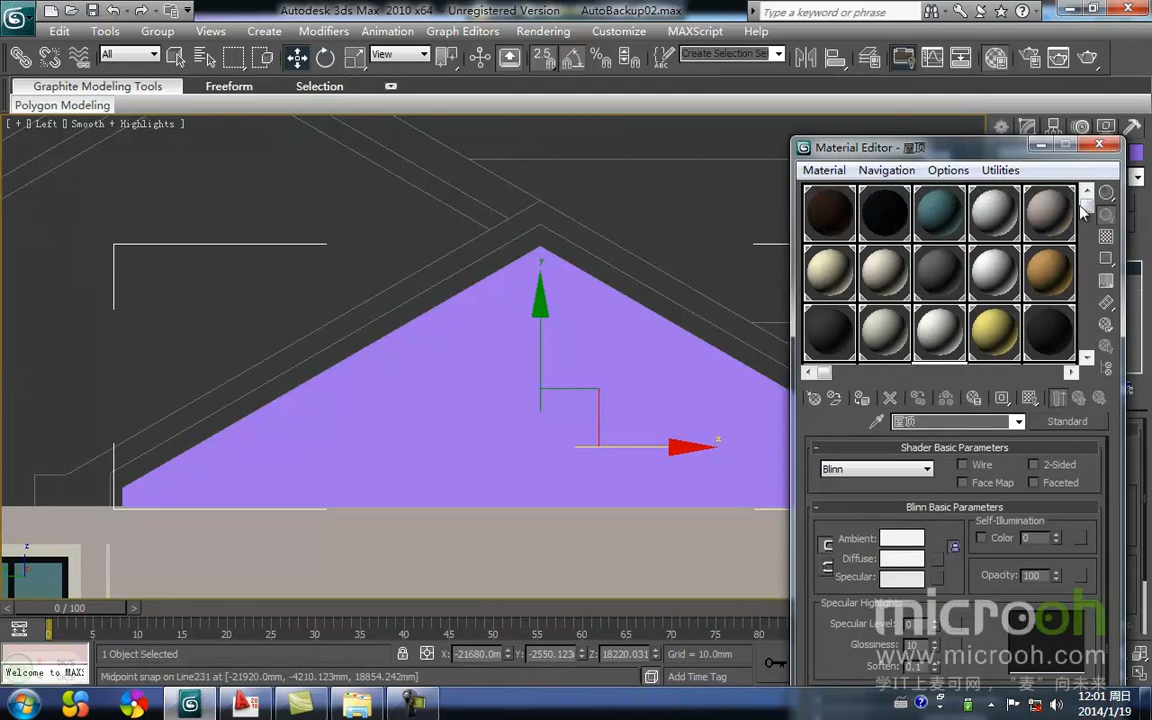 Autodesk 3ds Max 2010 x64 - Unregistered Version AutoBackup02.max
Type a keyword or phrase
Edit Tools Group Views Create Modifiers Animation Graph Editors Rendering Customize MAXScript Help
All
View
2.5
Create Selection Se
Graphite Modeling Tools Freeform Selection
Polygon Modeling
[ + ] Left [] Smooth + Highlights ]
Material Editor - 屋顶
Material Navigation Options Utilities
y
x
z
屋顶
Standard
Shader Basic Parameters
Blinn
Wire 2-Sided
Face Map Faceted
Blinn Basic Parameters
Self-Illumination
Ambient: Color 0
Diffuse:
Specular: Opacity: 100
Specular Highlights
Specular Level: 0
Glossiness: 10
Soften: 0.1
microoh
www.microoh.com
学IT上麦可网,“麦”向未来
0 / 100
0 5 10 15 20 25 30 35 40 45 50 55 60 65 70 75 80
1 Object Selected X: -21680.0m Y: -2550.123 Z: 18220.031 Grid = 10.0mm
Welcome to MAX:
Midpoint snap on Line231 at [-21920.0mm, -4210.123mm, 18854.242mm]
Add Time Tag
12:01 周日
2014/1/19